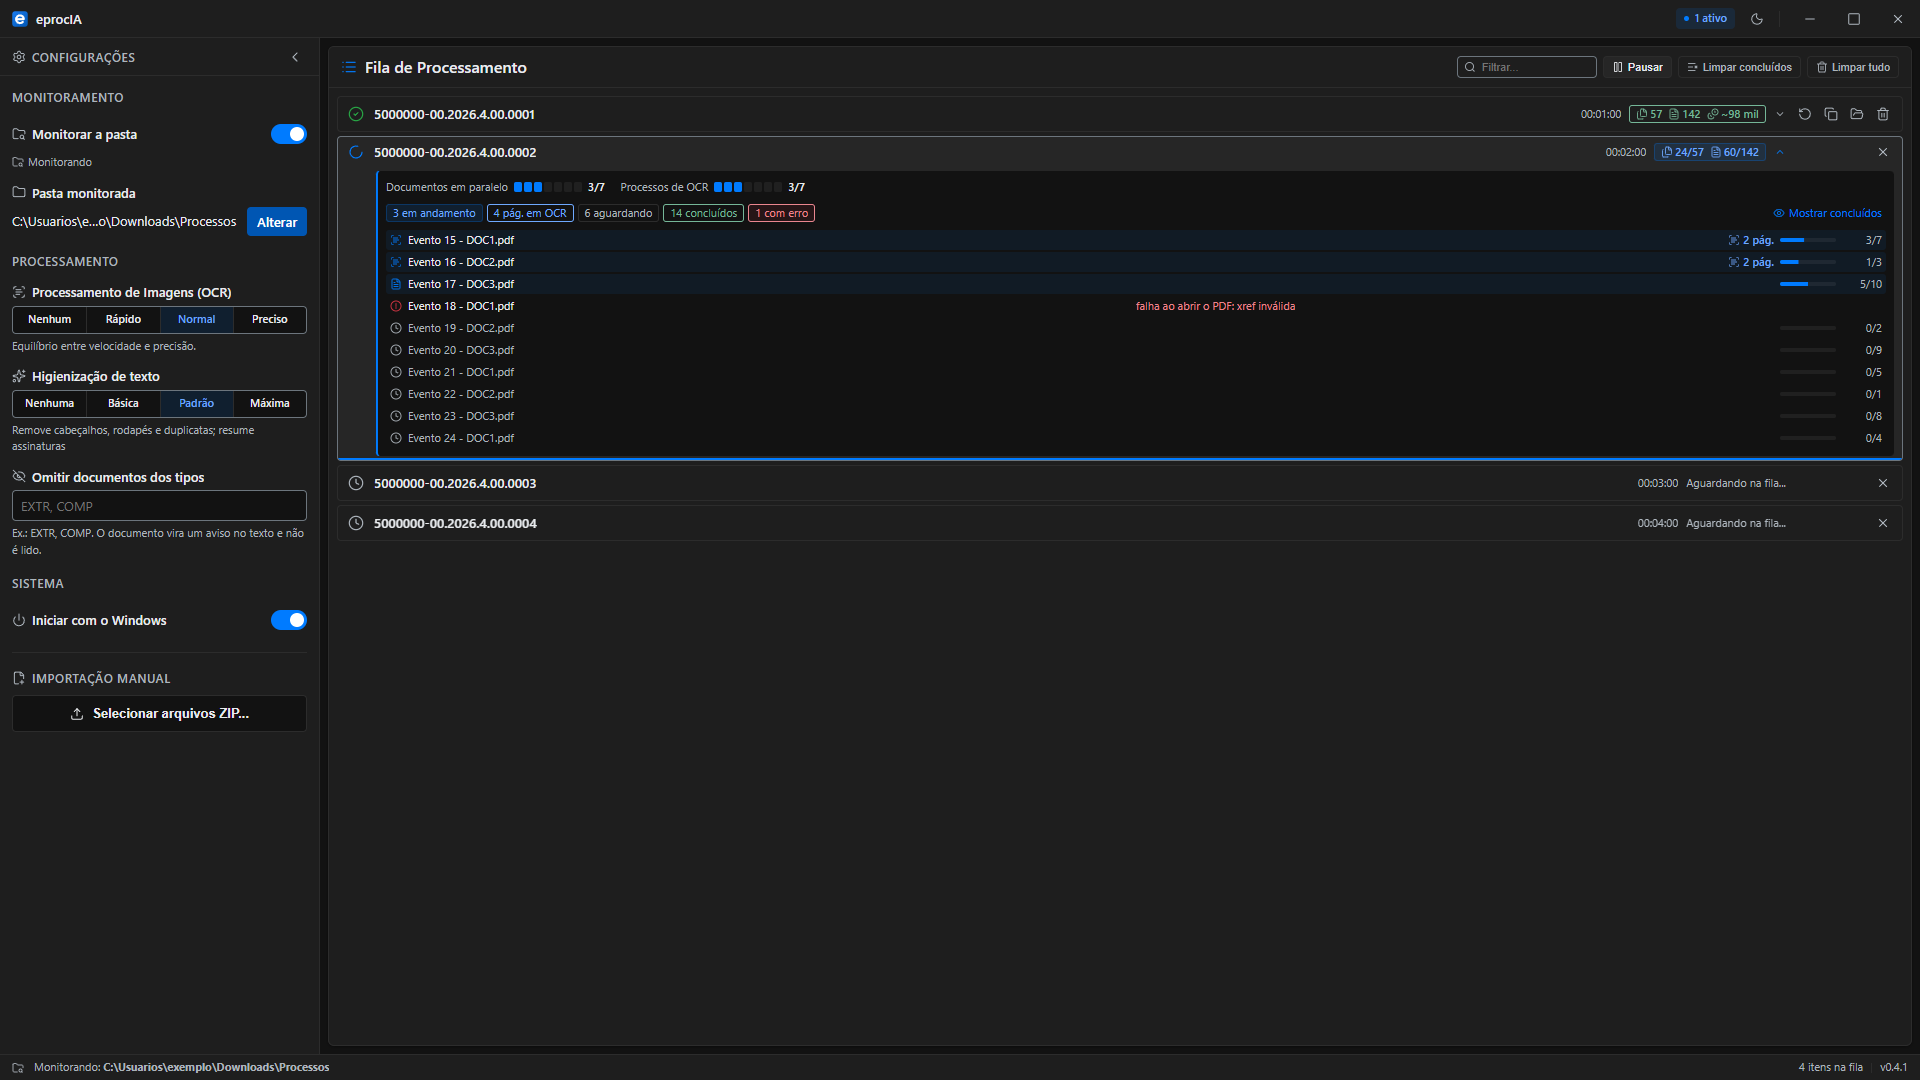 eprocIA
1 ativo
CONFIGURAÇÕES
MONITORAMENTO
Monitorar a pasta
Monitorando
Pasta monitorada
C:\Usuarios\e...o\Downloads\Processos
Alterar
PROCESSAMENTO
Processamento de Imagens (OCR)
Nenhum Rápido Normal Preciso
Equilíbrio entre velocidade e precisão.
Higienização de texto
Nenhuma Básica Padrão Máxima
Remove cabeçalhos, rodapés e duplicatas; resume
assinaturas
Omitir documentos dos tipos
EXTR, COMP
Ex.: EXTR, COMP. O documento vira um aviso no texto e não
é lido.
SISTEMA
Iniciar com o Windows
IMPORTAÇÃO MANUAL
Selecionar arquivos ZIP...
Fila de Processamento
Filtrar...
Pausar
Limpar concluídos
Limpar tudo
5000000-00.2026.4.00.0001 00:01:00 57 142 ~98 mil
5000000-00.2026.4.00.0002 00:02:00 24/57 60/142
Documentos em paralelo 3/7 Processos de OCR 3/7
3 em andamento 4 pág. em OCR 6 aguardando 14 concluídos 1 com erro Mostrar concluídos
Evento 15 - DOC1.pdf 2 pág. 3/7
Evento 16 - DOC2.pdf 2 pág. 1/3
Evento 17 - DOC3.pdf 5/10
Evento 18 - DOC1.pdf falha ao abrir o PDF: xref inválida
Evento 19 - DOC2.pdf 0/2
Evento 20 - DOC3.pdf 0/9
Evento 21 - DOC1.pdf 0/5
Evento 22 - DOC2.pdf 0/1
Evento 23 - DOC3.pdf 0/8
Evento 24 - DOC1.pdf 0/4
5000000-00.2026.4.00.0003 00:03:00 Aguardando na fila...
5000000-00.2026.4.00.0004 00:04:00 Aguardando na fila...
Monitorando: C:\Usuarios\exemplo\Downloads\Processos
4 itens na fila v0.4.1